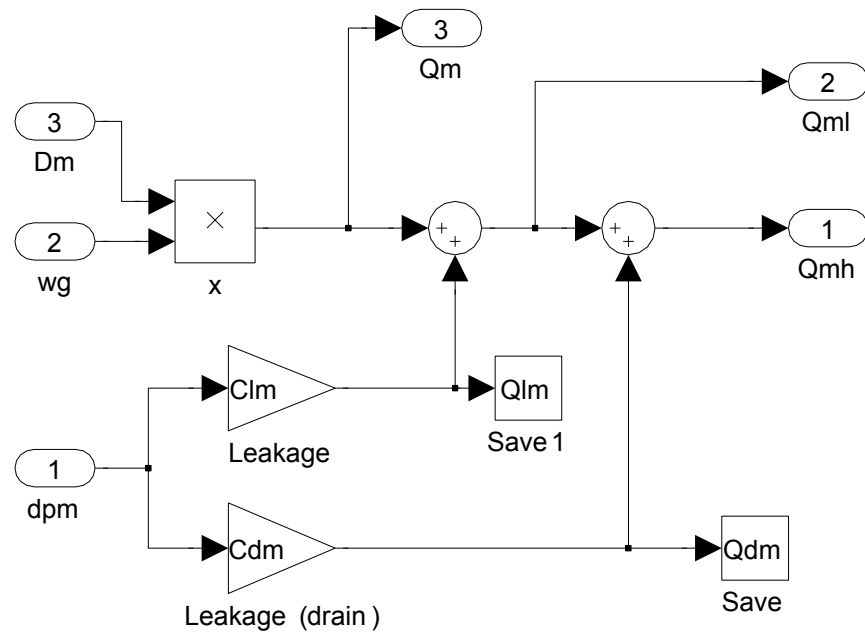 3
Qm
2
Qml
3
Dm
×
+
+
+
+
1
Qmh
2
wg
x
Clm
Leakage
Qlm
Save 1
1
dpm
Cdm
Leakage (drain)
Qdm
Save